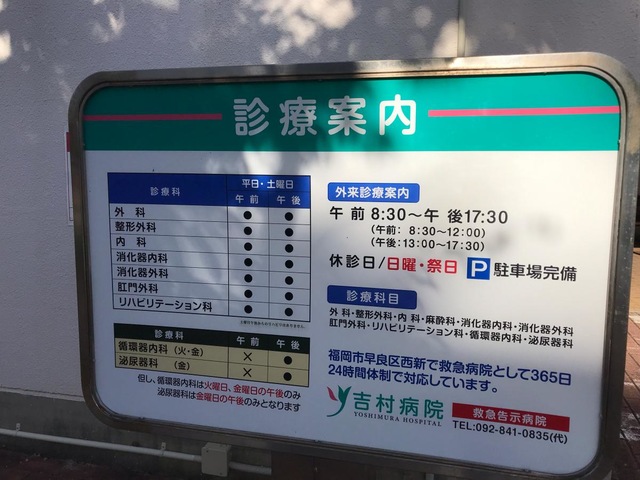 診療案内
診療科 平日・土曜日
午前 午後
外 科 ● ●
整形外科 ● ●
内 科 ● ●
消化器内科 ● ●
消化器外科 ● ●
肛門外科 ● ●
リハビリテーション科 ● ●
診療科 午前 午後
循環器内科 (火・金) × ●
泌尿器科 (金) × ●
但し、循環器内科は火曜日、金曜日の午後のみ
泌尿器科は金曜日の午後のみとなります
外来診療案内
午 前 8:30～午 後17:30
(午前: 8:30～12:00)
(午後:13:00～17:30)
休診日/日曜・祭日 P 駐車場完備
診療科目
外 科・整形外科・内 科・麻酔科・消化器内科・消化器外科
肛門外科・リハビリテーション科・循環器内科・泌尿器科
福岡市早良区西新で救急病院として365日
24時間体制で対応しています。
吉村病院
YOSHIMURA HOSPITAL
救急告示病院
TEL:092-841-0835(代)